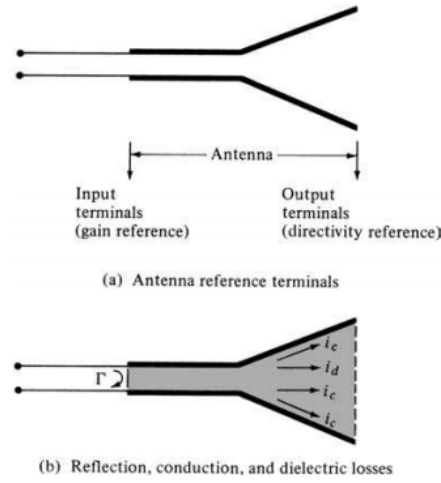 Antenna
Input
terminals
(gain reference)
Output
terminals
(directivity reference)
(a) Antenna reference terminals
Γ
i_c
i_d
i_c
i_c
(b) Reflection, conduction, and dielectric losses